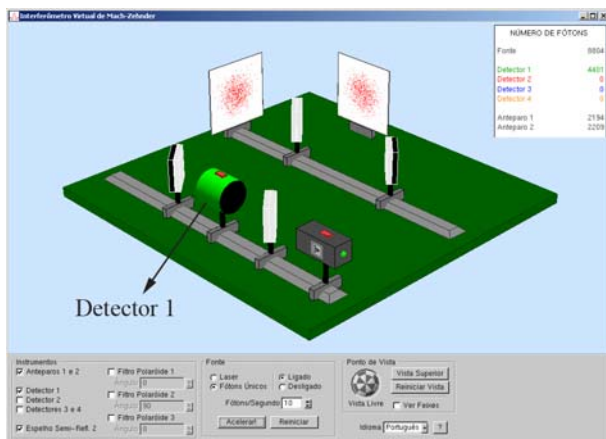 Interferômetro Virtual de Mach-Zehnder
NÚMERO DE FÓTONS
Fonte 9804
Detector 1 4401
Detector 2 0
Detector 3 0
Detector 4 0
Anteparo 1 2194
Anteparo 2 2209
Detector 1
Instrumentos
Anteparos 1 e 2
Detector 1
Detector 2
Detectores 3 e 4
Espelho Semi-Refl. 2
Filtro Polaróide 1
Ângulo 0
Filtro Polaróide 2
Ângulo 90
Filtro Polaróide 3
Ângulo 0
Fonte
Laser
Ligado
Fótons Únicos
Desligado
Fótons/Segundo 10
Acelerar!
Reiniciar
Ponto de Vista
Vista Livre
Vista Superior
Reiniciar Vista
Ver Feixes
Idioma Português ?